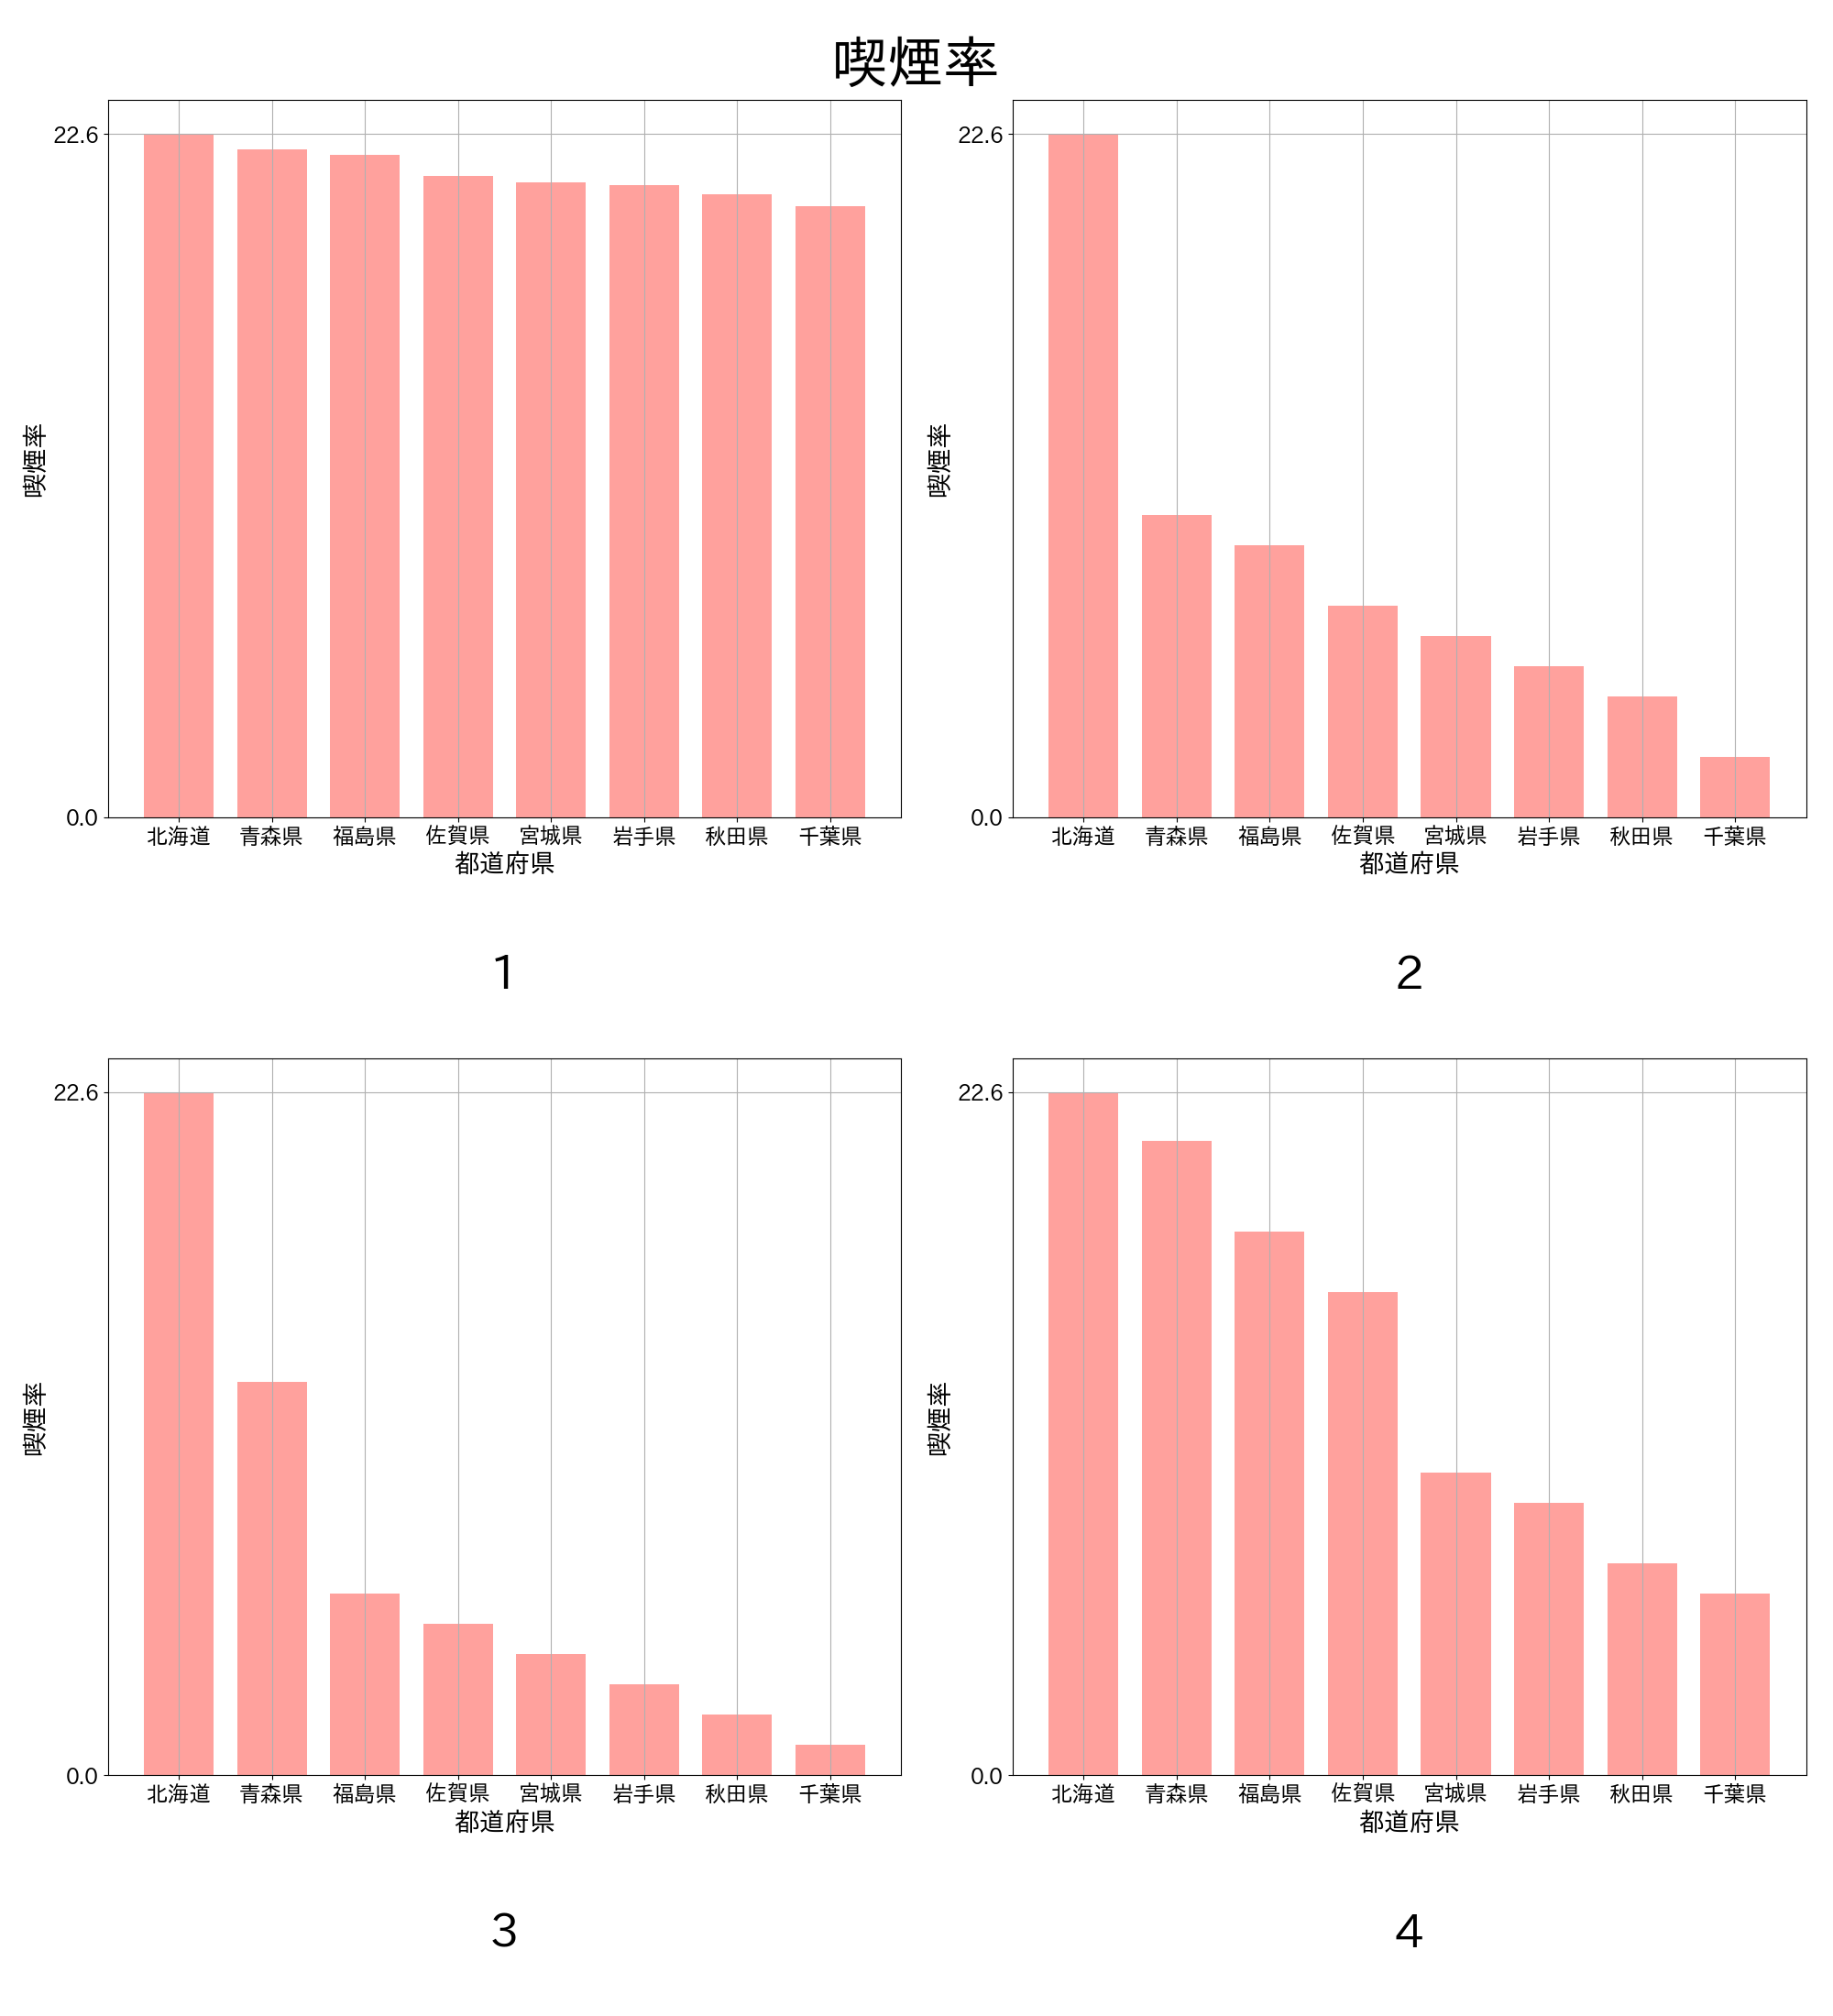 喫煙率
喫煙率
22.6
0.0
北海道 青森県 福島県 佐賀県 宮城県 岩手県 秋田県 千葉県
都道府県
1
喫煙率
22.6
0.0
北海道 青森県 福島県 佐賀県 宮城県 岩手県 秋田県 千葉県
都道府県
2
喫煙率
22.6
0.0
北海道 青森県 福島県 佐賀県 宮城県 岩手県 秋田県 千葉県
都道府県
3
喫煙率
22.6
0.0
北海道 青森県 福島県 佐賀県 宮城県 岩手県 秋田県 千葉県
都道府県
4